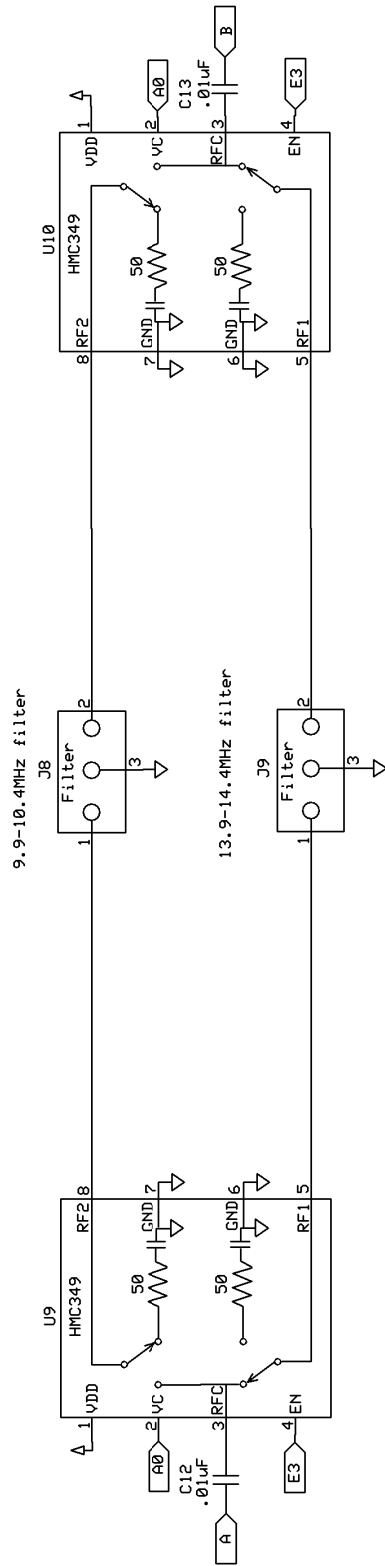 9.9-10.4MHz filter
J8
Filter
1
2
3
13.9-14.4MHz filter
J9
Filter
1
2
3
U9
HMC349
1
VDD
2
VC
A0
3
RFC
C12
.01uF
A
4
EN
E3
RF2
8
50
GND
7
50
GND
6
RF1
5
U10
HMC349
8
RF2
50
7
GND
50
6
GND
5
RF1
VDD
1
VC
2
A0
RFC
3
C13
.01uF
B
EN
4
E3